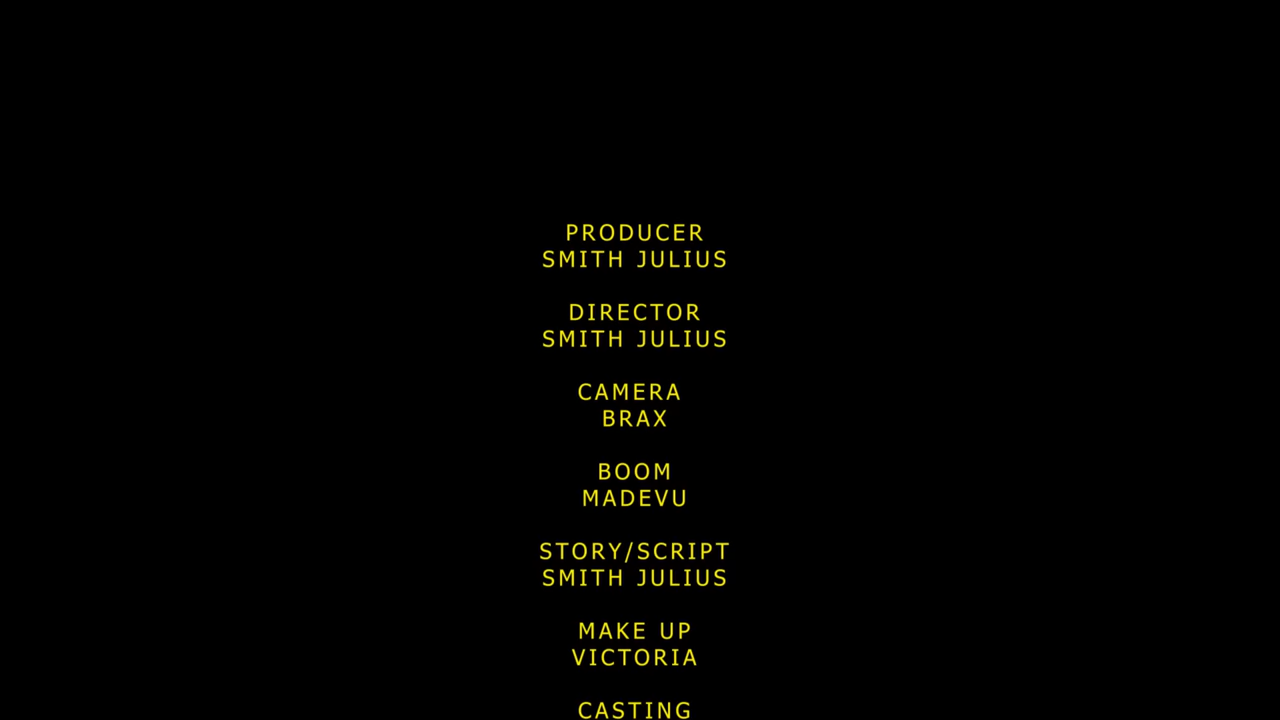 PRODUCER
SMITH JULIUS
DIRECTOR
SMITH JULIUS
CAMERA
BRAX
BOOM
MADEVU
STORY/SCRIPT
SMITH JULIUS
MAKE UP
VICTORIA
CASTING